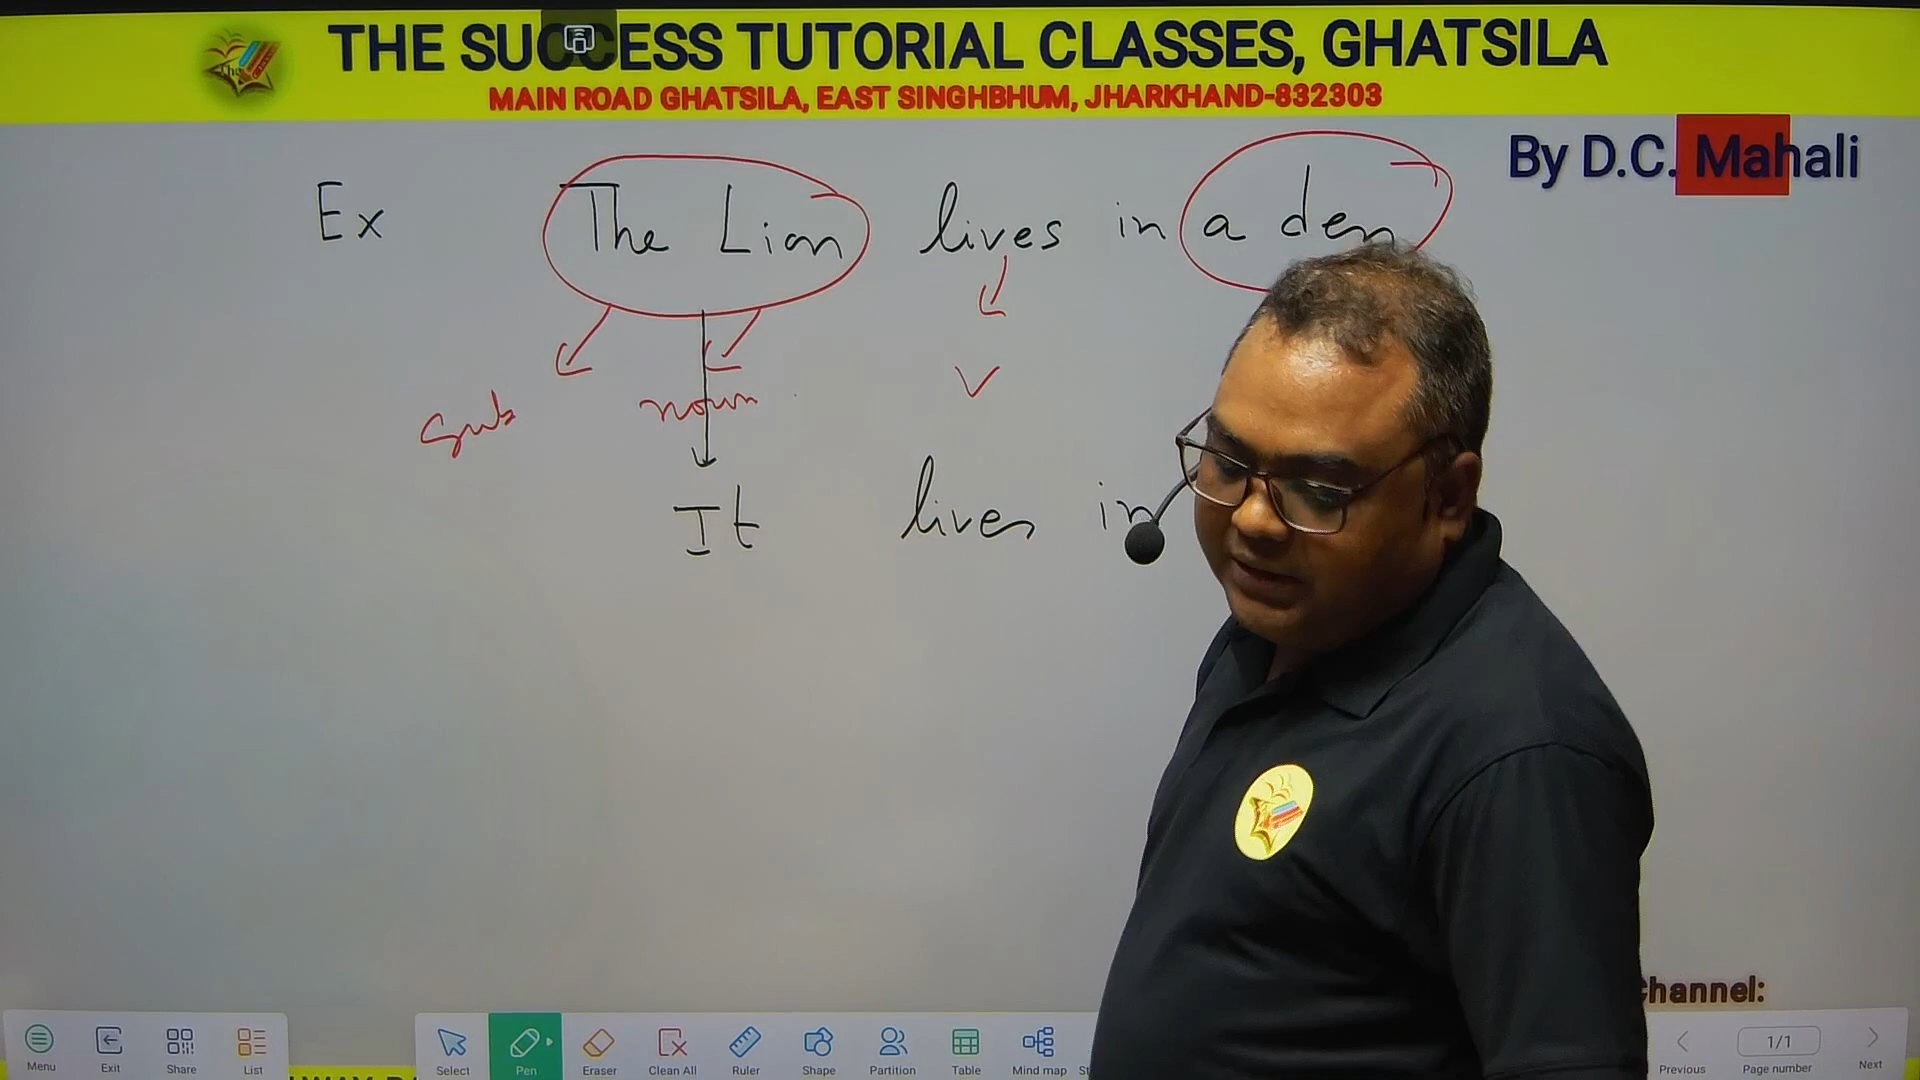 THE SUCCESS TUTORIAL CLASSES, GHATSILA
MAIN ROAD GHATSILA, EAST SINGHBHUM, JHARKHAND-832303
By D.C. Mahali
Ex The Lion lives in a den
sub noun V
It lives in
Channel:
Menu Exit Share List Select Pen Eraser Clean All Ruler Shape Partition Table Mind map Previous 1/1 Page number Next